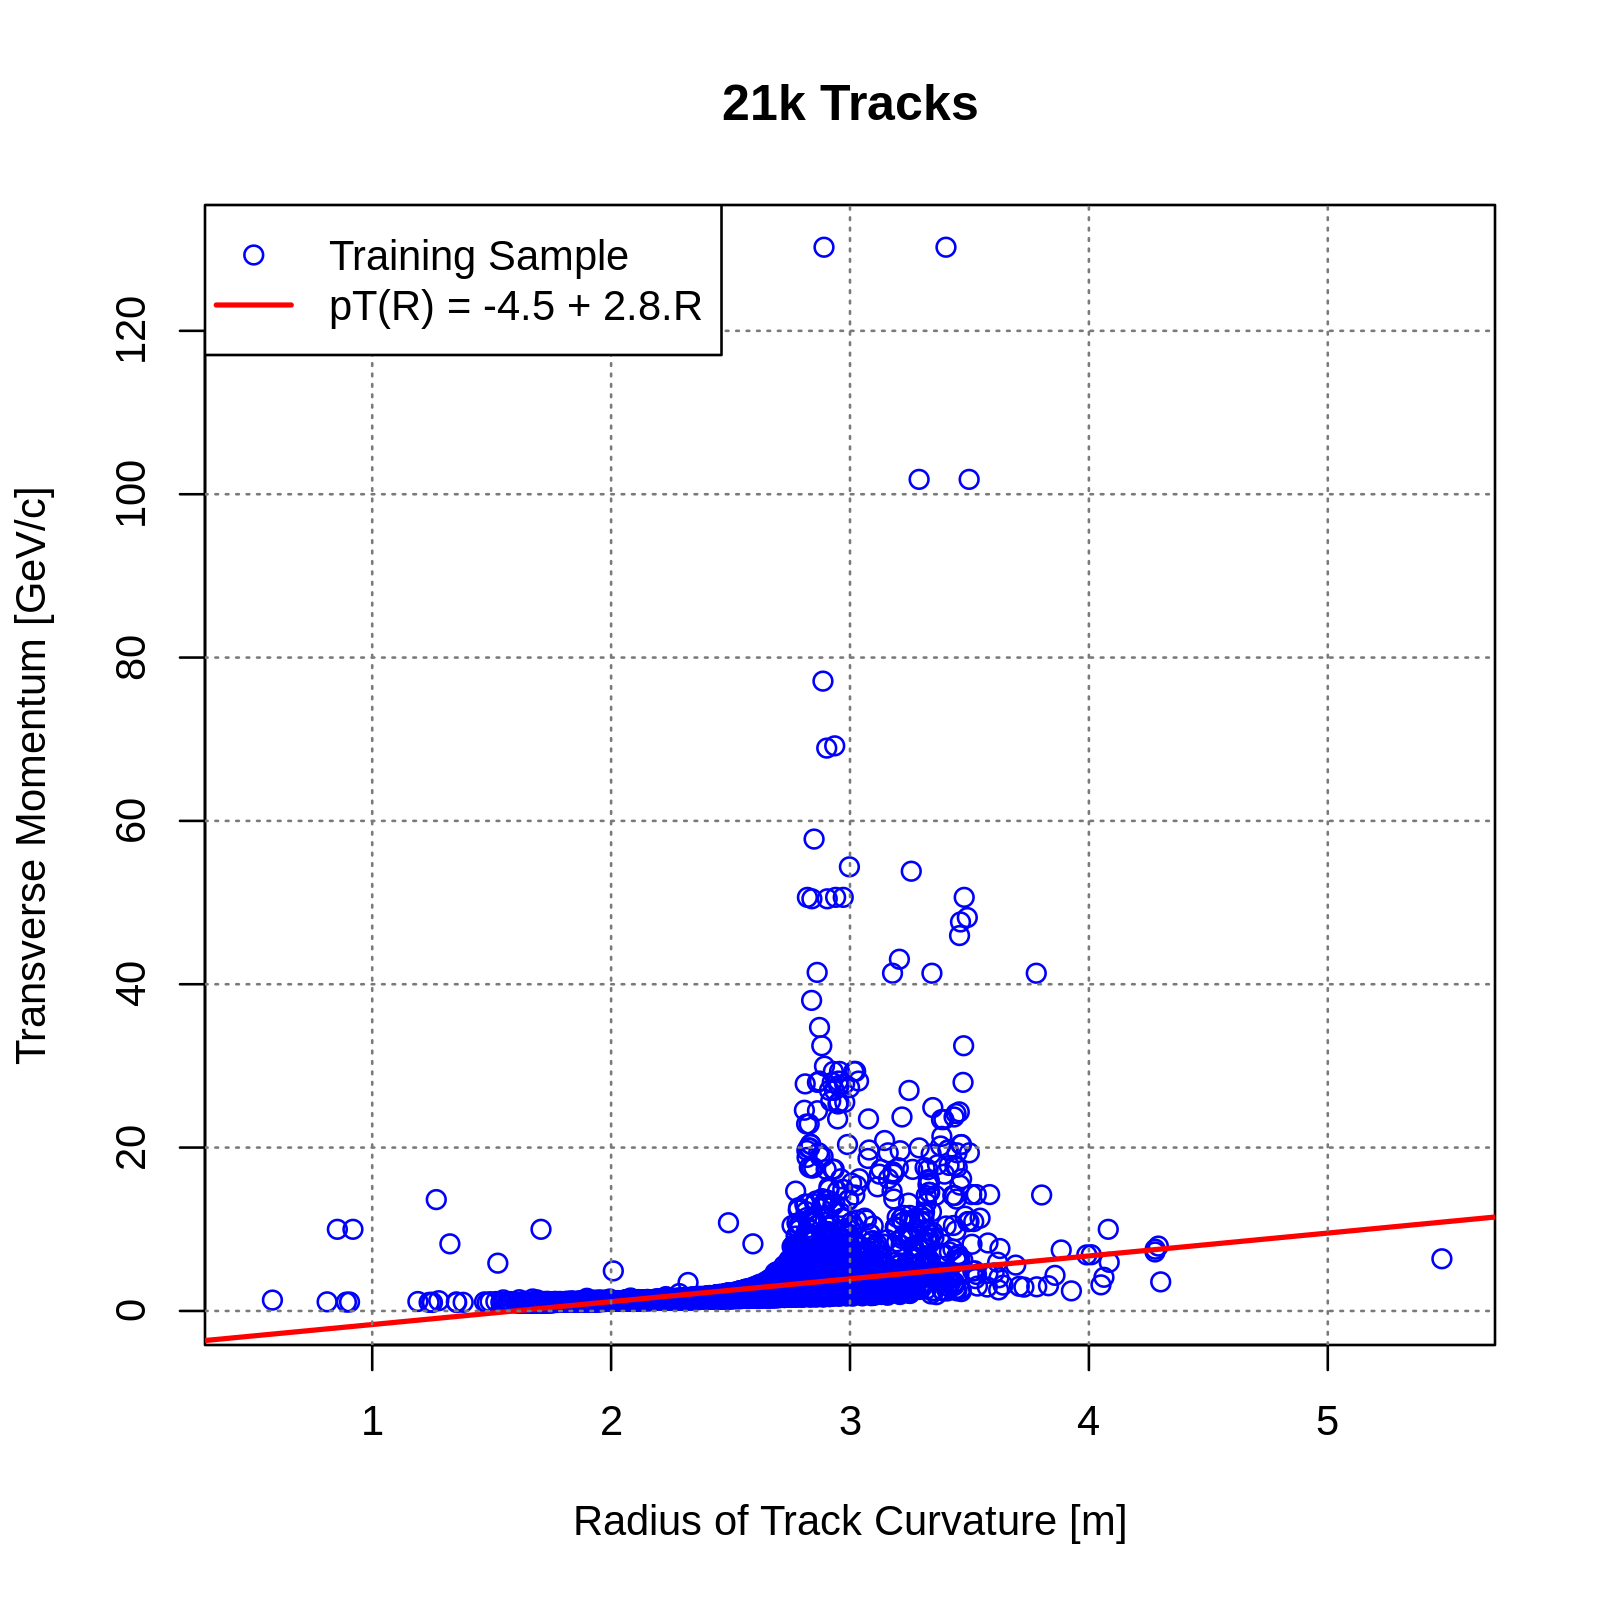 21k Tracks
Training Sample
pT(R) = -4.5 + 2.8.R
Transverse Momentum [GeV/c]
120
100
80
60
40
20
0
1 2 3 4 5
Radius of Track Curvature [m]